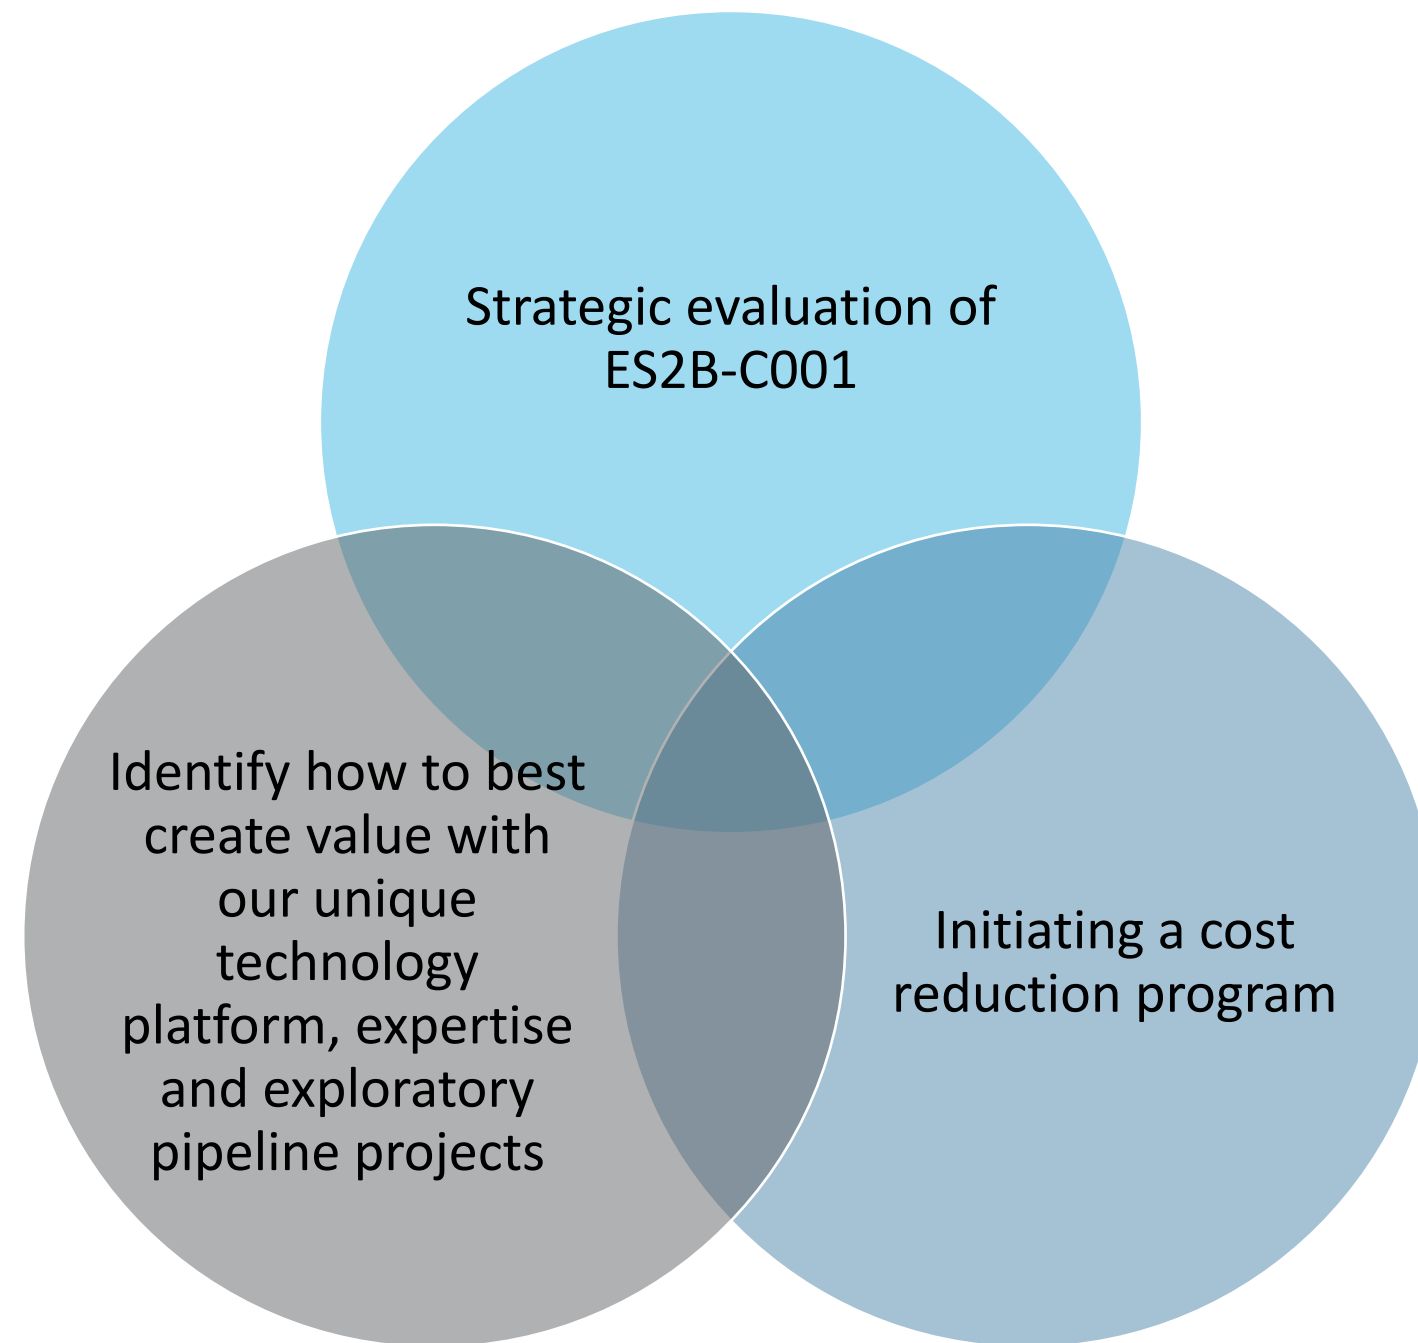 Strategic evaluation of
ES2B-C001
Identify how to best
create value with
our unique
technology
platform, expertise
and exploratory
pipeline projects
Initiating a cost
reduction program